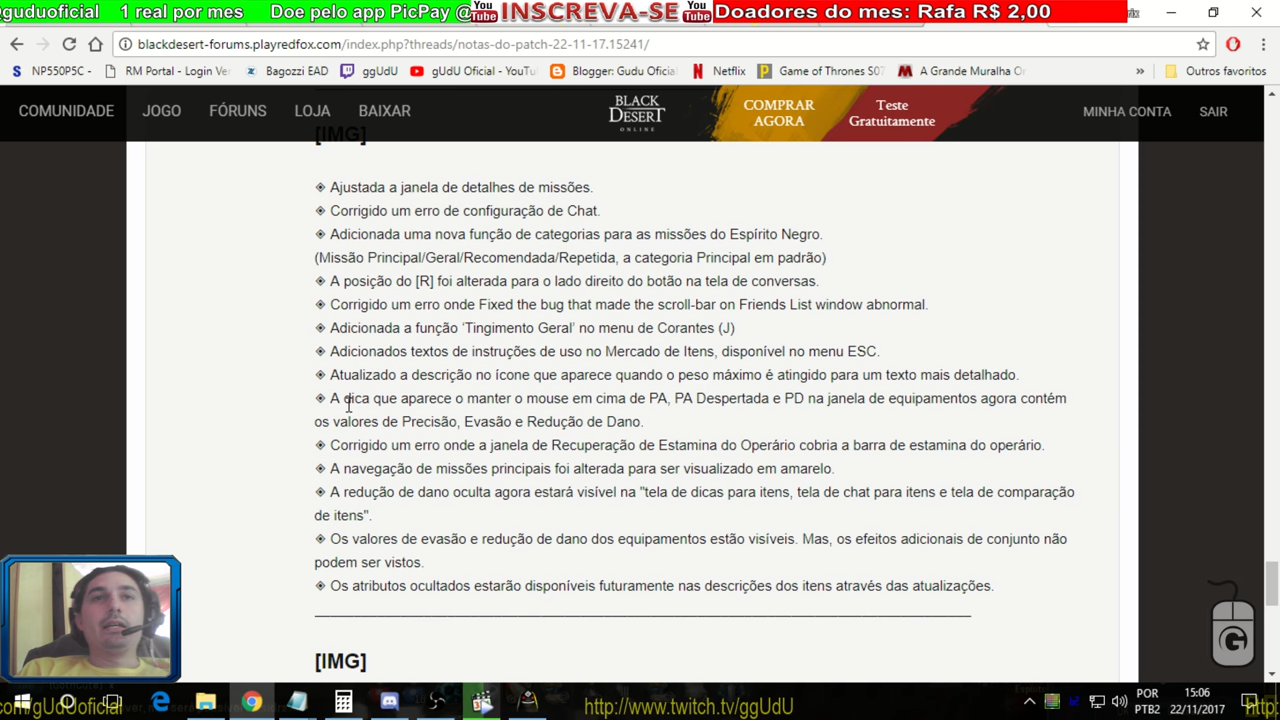 1 real por mes Doe pelo app PicPay @ You Tube INSCREVA-SE You Tube Doadores do mes: Rafa R$ 2,00
blackdesert-forums.playredfox.com/index.php?threads/notas-do-patch-22-11-17.15241/
NP550P5C - RM Portal - Login Ver Bagozzi EAD ggUdU gUdU Oficial - YouTu Blogger: Gudu Oficia Netflix Game of Thrones S07 A Grande Muralha O » Outros favoritos
COMUNIDADE JOGO FÓRUNS LOJA BAIXAR BLACK DESERT ONLINE COMPRAR AGORA Teste Gratuitamente MINHA CONTA SAIR
[IMG]
◈ Ajustada a janela de detalhes de missões.
◈ Corrigido um erro de configuração de Chat.
◈ Adicionada uma nova função de categorias para as missões do Espírito Negro.
(Missão Principal/Geral/Recomendada/Repetida, a categoria Principal em padrão)
◈ A posição do [R] foi alterada para o lado direito do botão na tela de conversas.
◈ Corrigido um erro onde Fixed the bug that made the scroll-bar on Friends List window abnormal.
◈ Adicionada a função ‘Tingimento Geral’ no menu de Corantes (J)
◈ Adicionados textos de instruções de uso no Mercado de Itens, disponível no menu ESC.
◈ Atualizado a descrição no ícone que aparece quando o peso máximo é atingido para um texto mais detalhado.
◈ A dica que aparece o manter o mouse em cima de PA, PA Despertada e PD na janela de equipamentos agora contém
os valores de Precisão, Evasão e Redução de Dano.
◈ Corrigido um erro onde a janela de Recuperação de Estamina do Operário cobria a barra de estamina do operário.
◈ A navegação de missões principais foi alterada para ser visualizado em amarelo.
◈ A redução de dano oculta agora estará visível na "tela de dicas para itens, tela de chat para itens e tela de comparação
de itens".
◈ Os valores de evasão e redução de dano dos equipamentos estão visíveis. Mas, os efeitos adicionais de conjunto não
podem ser vistos.
◈ Os atributos ocultados estarão disponíveis futuramente nas descrições dos itens através das atualizações.
[IMG]
G
POR 15:06
PTB2 22/11/2017
com/gUdUoficial http://www.twitch.tv/ggUdU